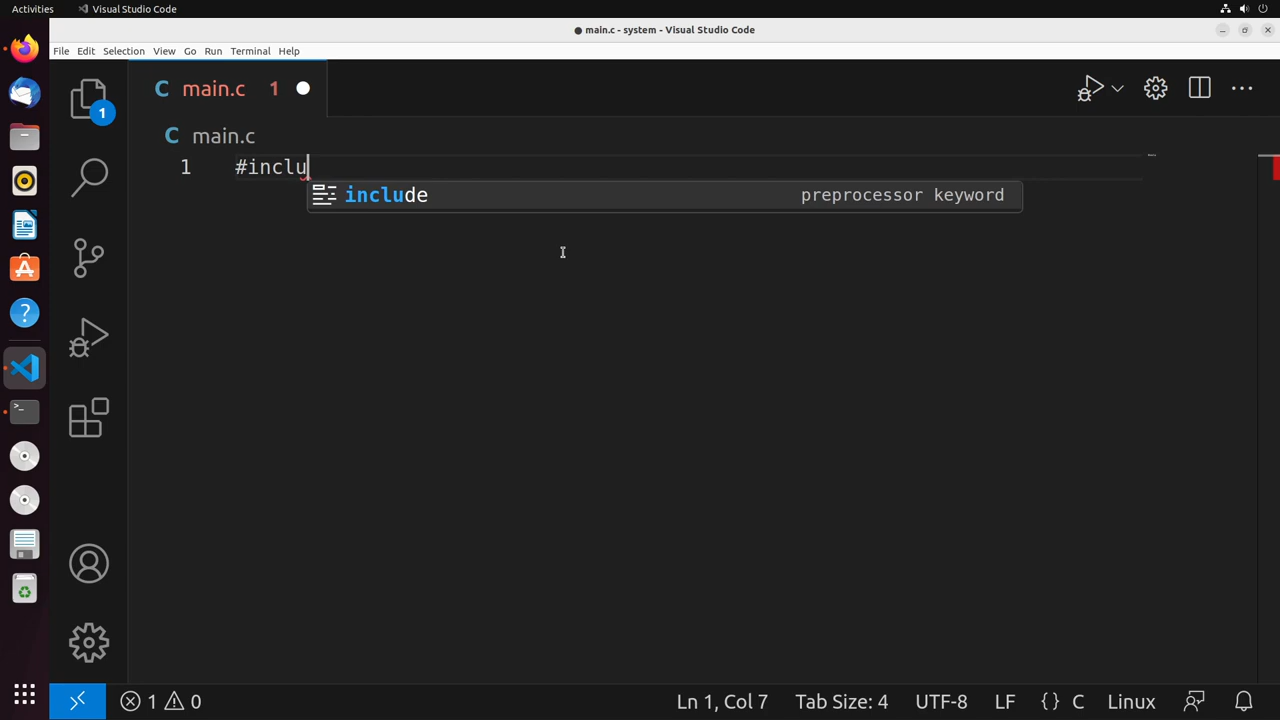 Activities Visual Studio Code
● main.c - system - Visual Studio Code
File Edit Selection View Go Run Terminal Help
C main.c 1
1
C main.c
1 #inclu
include preprocessor keyword
1 0 Ln 1, Col 7 Tab Size: 4 UTF-8 LF {} C Linux